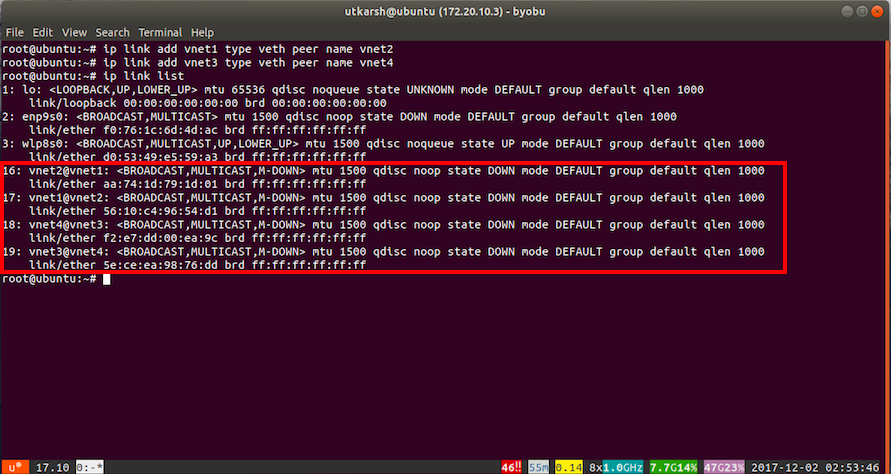 utkarsh@ubuntu (172.20.10.3) - byobu
File Edit View Search Terminal Help
root@ubuntu:~# ip link add vnet1 type veth peer name vnet2
root@ubuntu:~# ip link add vnet3 type veth peer name vnet4
root@ubuntu:~# ip link list
1: lo: <LOOPBACK,UP,LOWER_UP> mtu 65536 qdisc noqueue state UNKNOWN mode DEFAULT group default qlen 1000
    link/loopback 00:00:00:00:00:00 brd 00:00:00:00:00:00
2: enp9s0: <BROADCAST,MULTICAST> mtu 1500 qdisc noop state DOWN mode DEFAULT group default qlen 1000
    link/ether f0:76:1c:6d:4d:ac brd ff:ff:ff:ff:ff:ff
3: wlp8s0: <BROADCAST,MULTICAST,UP,LOWER_UP> mtu 1500 qdisc noqueue state UP mode DEFAULT group default qlen 1000
    link/ether d0:53:49:e5:59:a3 brd ff:ff:ff:ff:ff:ff
16: vnet2@vnet1: <BROADCAST,MULTICAST,M-DOWN> mtu 1500 qdisc noop state DOWN mode DEFAULT group default qlen 1000
    link/ether aa:74:1d:79:1d:01 brd ff:ff:ff:ff:ff:ff
17: vnet1@vnet2: <BROADCAST,MULTICAST,M-DOWN> mtu 1500 qdisc noop state DOWN mode DEFAULT group default qlen 1000
    link/ether 56:10:c4:96:54:d1 brd ff:ff:ff:ff:ff:ff
18: vnet4@vnet3: <BROADCAST,MULTICAST,M-DOWN> mtu 1500 qdisc noop state DOWN mode DEFAULT group default qlen 1000
    link/ether f2:e7:dd:00:ea:9c brd ff:ff:ff:ff:ff:ff
19: vnet3@vnet4: <BROADCAST,MULTICAST,M-DOWN> mtu 1500 qdisc noop state DOWN mode DEFAULT group default qlen 1000
    link/ether 5e:ce:ea:98:76:dd brd ff:ff:ff:ff:ff:ff
root@ubuntu:~#
u® 17.10 0:-* 46!! 55m 0.14 8x1.0GHz 7.7G14% 47G23% 2017-12-02 02:53:46